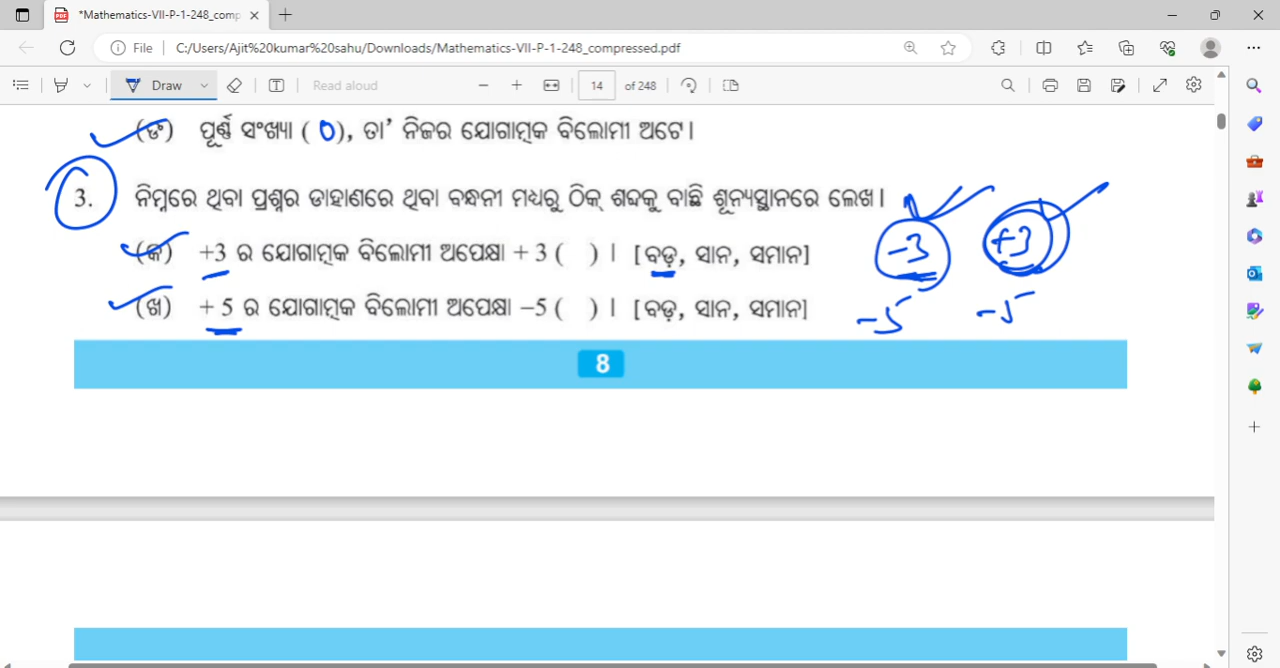 *Mathematics-VII-P-1-248_comp
File C:/Users/Ajit%20kumar%20sahu/Downloads/Mathematics-VII-P-1-248_compressed.pdf
Draw Read aloud 14 of 248
(ଙ) ପୂର୍ଣ୍ଣ ସଂଖ୍ୟା ( 0 ), ତା' ନିଜର ଯୋଗାତ୍ମକ ବିଲୋମୀ ଅଟେ।
3. ନିମ୍ନରେ ଥିବା ପ୍ରଶ୍ନର ଡାହାଣରେ ଥିବା ବନ୍ଧନୀ ମଧ୍ୟରୁ ଠିକ୍ ଶବ୍ଦକୁ ବାଛି ଶୂନ୍ୟସ୍ଥାନରେ ଲେଖ।
(କ) +3 ର ଯୋଗାତ୍ମକ ବିଲୋମୀ ଅପେକ୍ଷା + 3 ( ) । [ବଡ଼, ସାନ, ସମାନ] -3 +3
(ଖ) + 5 ର ଯୋଗାତ୍ମକ ବିଲୋମୀ ଅପେକ୍ଷା –5 ( ) । [ବଡ଼, ସାନ, ସମାନ] -5 -5
8